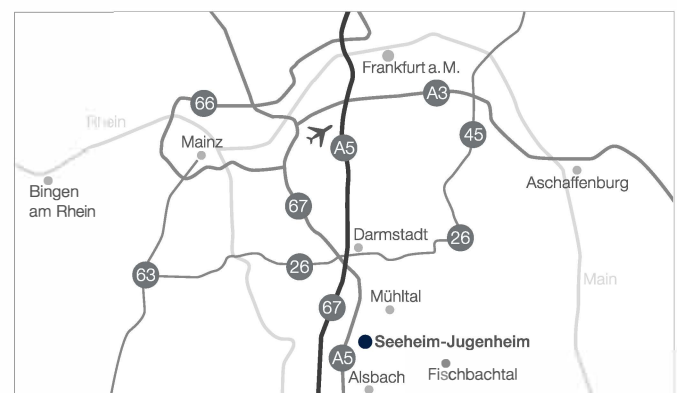 Frankfurt a. M.
A3
66
Rhein
45
Mainz
A5
Bingen
am Rhein
Aschaffenburg
67
Darmstadt
26
26
63
Main
Mühltal
67
Seeheim-Jugenheim
A5
Alsbach
Fischbachtal